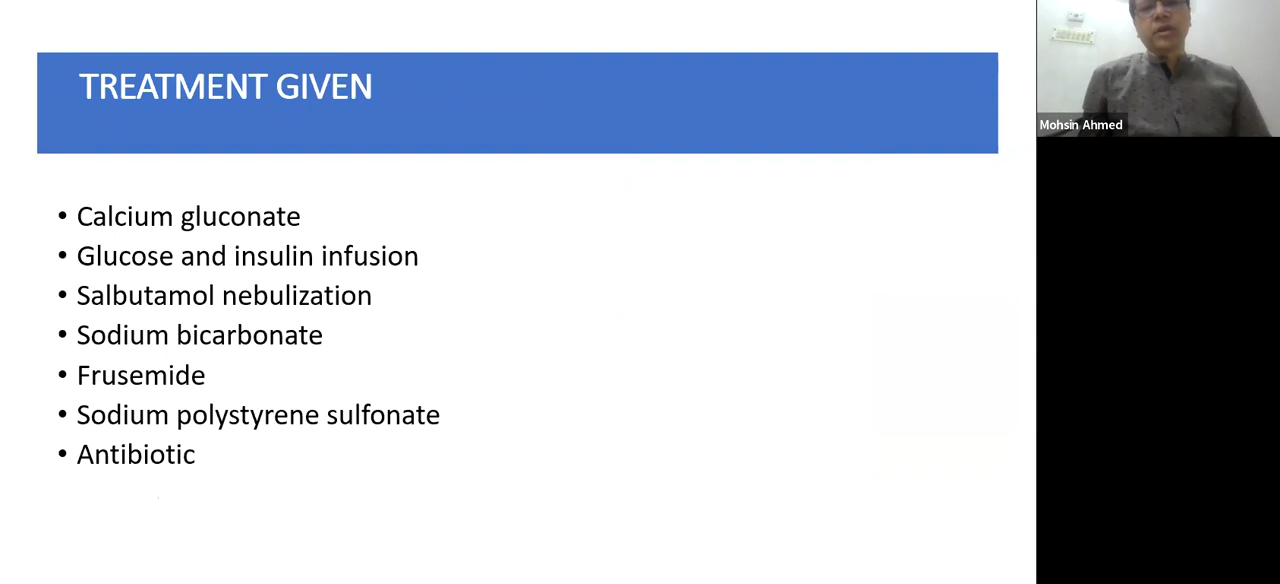 TREATMENT GIVEN
• Calcium gluconate
• Glucose and insulin infusion
• Salbutamol nebulization
• Sodium bicarbonate
• Frusemide
• Sodium polystyrene sulfonate
• Antibiotic
Mohsin Ahmed